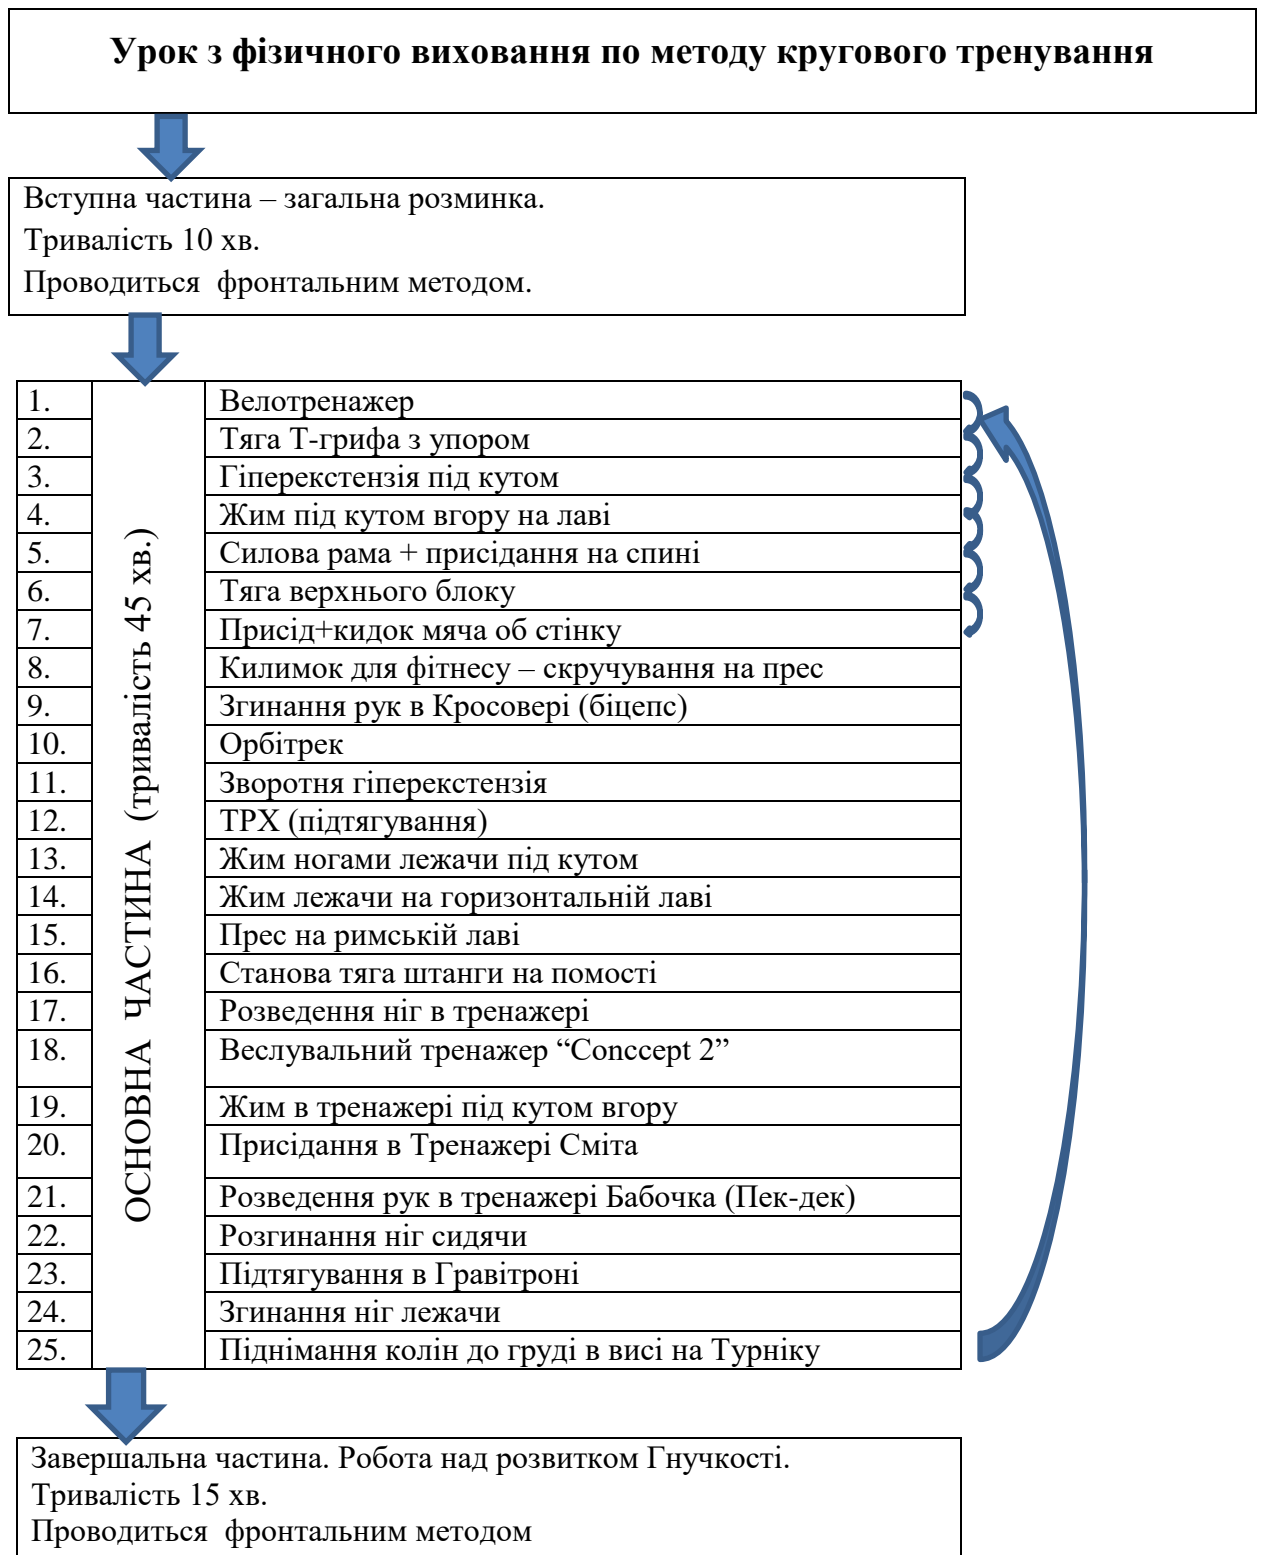 Урок з фізичного виховання по методу кругового тренування
Вступна частина – загальна розминка.
Тривалість 10 хв.
Проводиться фронтальним методом.
ОСНОВНА ЧАСТИНА (тривалість 45 хв.)
1. Велотренажер
2. Тяга Т-грифа з упором
3. Гіперекстензія під кутом
4. Жим під кутом вгору на лаві
5. Силова рама + присідання на спині
6. Тяга верхнього блоку
7. Присід+кидок мяча об стінку
8. Килимок для фітнесу – скручування на прес
9. Згинання рук в Кросовері (біцепс)
10. Орбітрек
11. Зворотня гіперекстензія
12. ТРХ (підтягування)
13. Жим ногами лежачи під кутом
14. Жим лежачи на горизонтальній лаві
15. Прес на римській лаві
16. Станова тяга штанги на помості
17. Розведення ніг в тренажері
18. Веслувальний тренажер “Conccept 2”
19. Жим в тренажері під кутом вгору
20. Присідання в Тренажері Сміта
21. Розведення рук в тренажері Бабочка (Пек-дек)
22. Розгинання ніг сидячи
23. Підтягування в Гравітроні
24. Згинання ніг лежачи
25. Піднімання колін до груді в висі на Турніку
Завершальна частина. Робота над розвитком Гнучкості.
Тривалість 15 хв.
Проводиться фронтальним методом